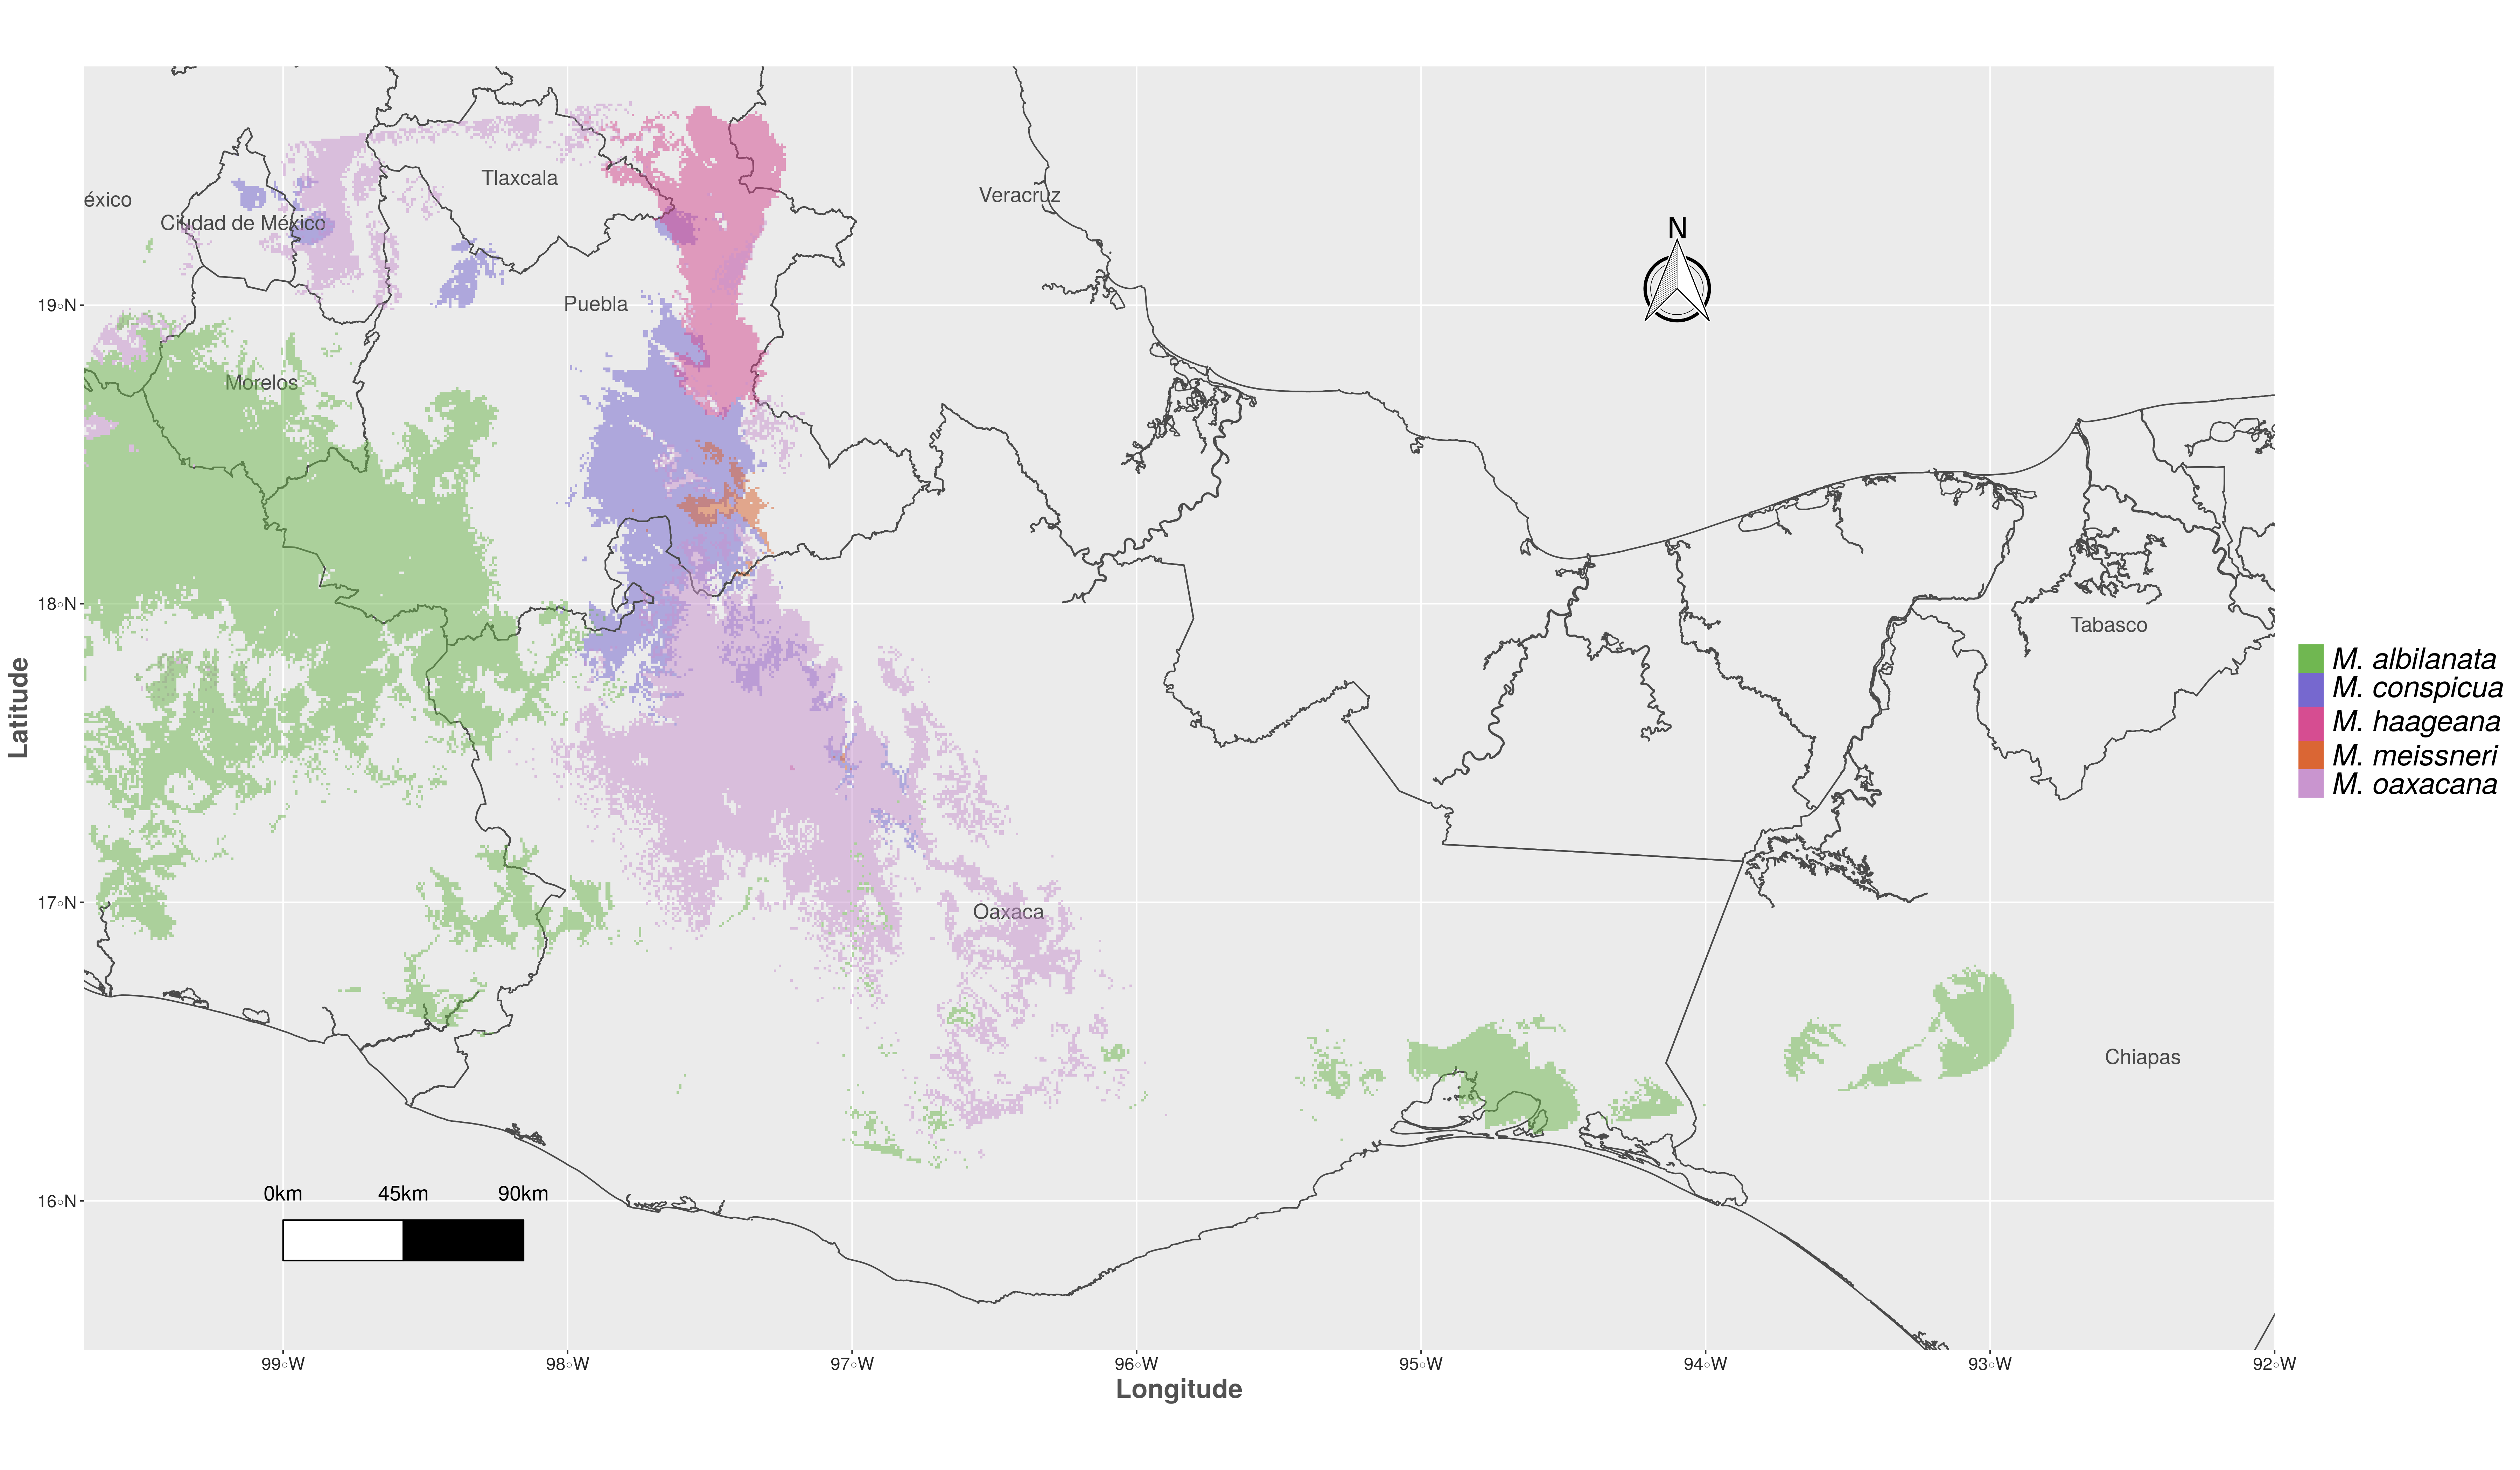 N
Tlaxcala
Veracruz
éxico
Ciudad de México
19°N
Puebla
Morelos
18°N
Tabasco
M. albilanata
M. conspicua
M. haageana
M. meissneri
M. oaxacana
Latitude
17°N
Oaxaca
Chiapas
0km 45km 90km
16°N
99°W 98°W 97°W 96°W 95°W 94°W 93°W 92°W
Longitude